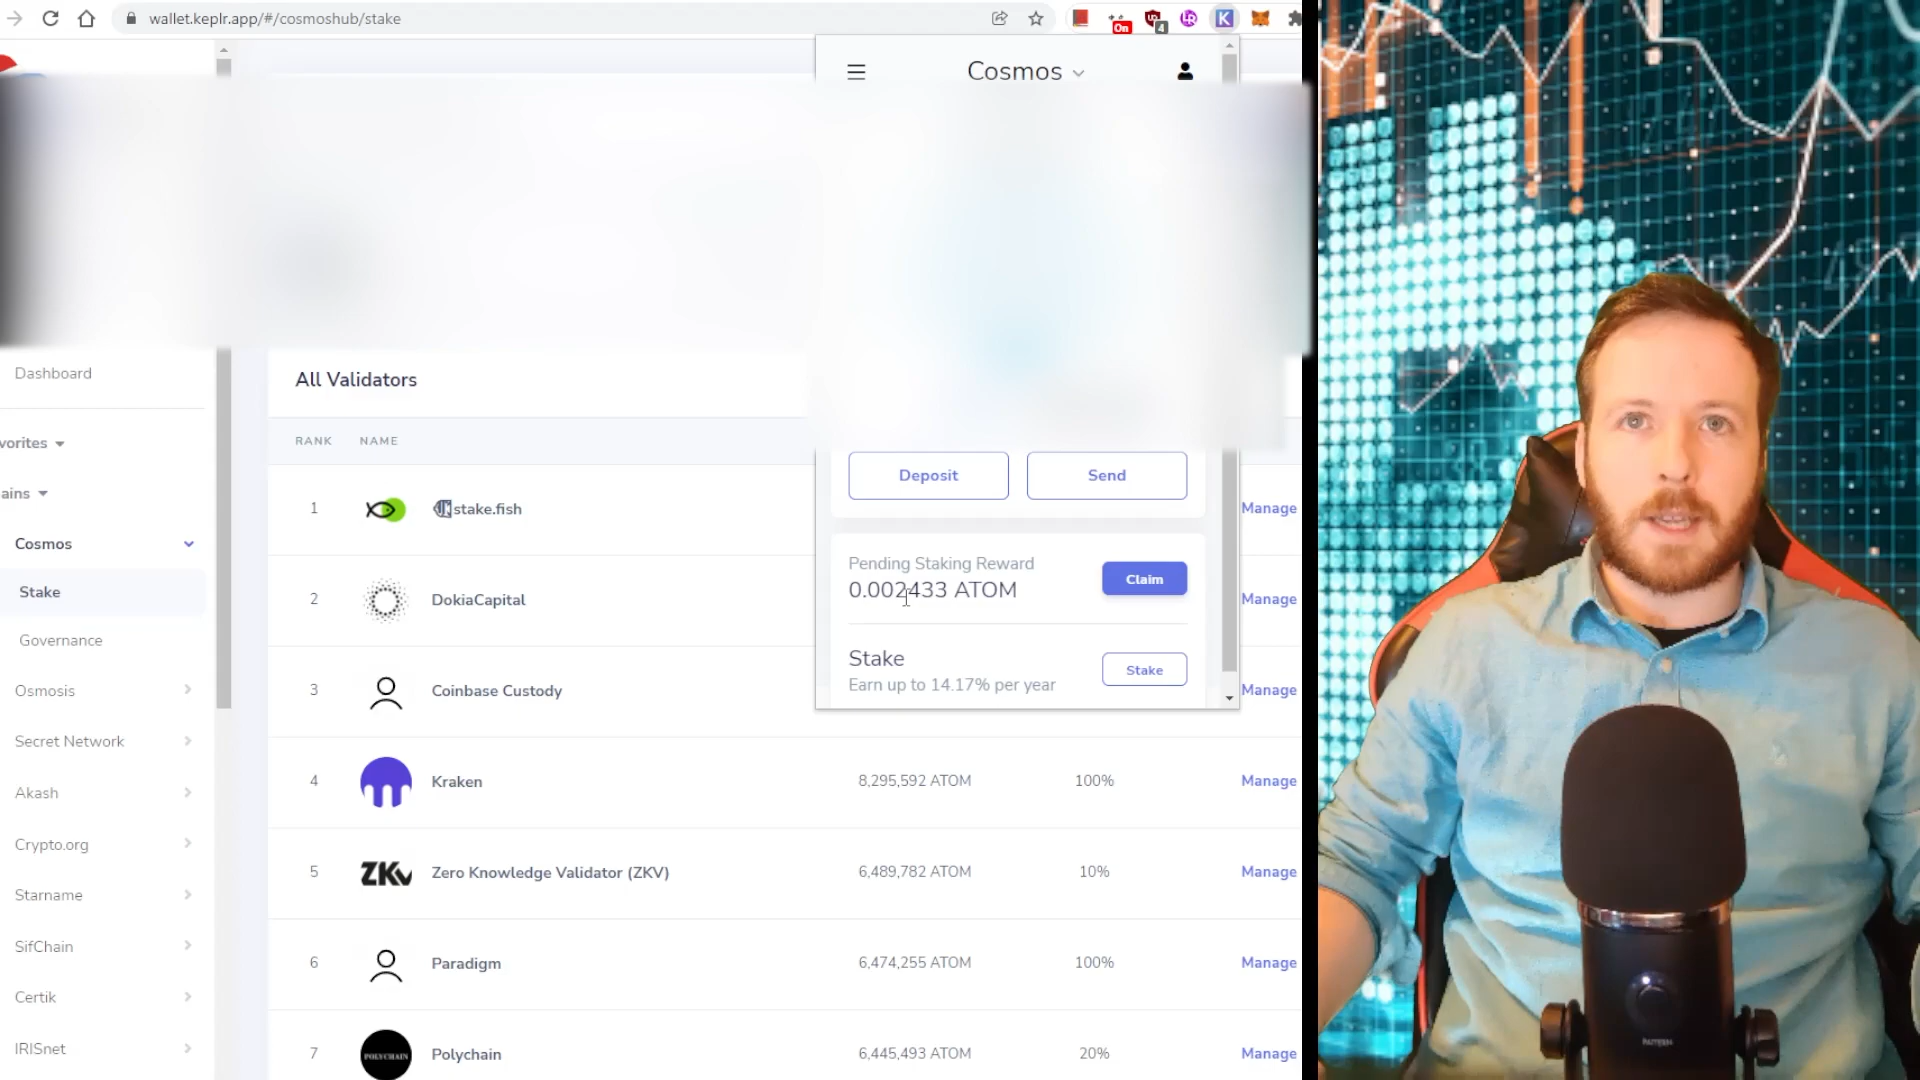 wallet.keplr.app/#/cosmoshub/stake
On
4
K
Cosmos
Dashboard
vorites
ains
Cosmos
Stake
Governance
Osmosis
Secret Network
Akash
Crypto.org
Starname
SifChain
Certik
IRISnet
All Validators
RANK NAME
1 stake.fish Manage
2 DokiaCapital Manage
3 Coinbase Custody Manage
4 Kraken 8,295,592 ATOM 100% Manage
5 ZKV Zero Knowledge Validator (ZKV) 6,489,782 ATOM 10% Manage
6 Paradigm 6,474,255 ATOM 100% Manage
7 POLYCHAIN Polychain 6,445,493 ATOM 20% Manage
Deposit
Send
Pending Staking Reward
0.002433 ATOM
Claim
Stake
Earn up to 14.17% per year
Stake